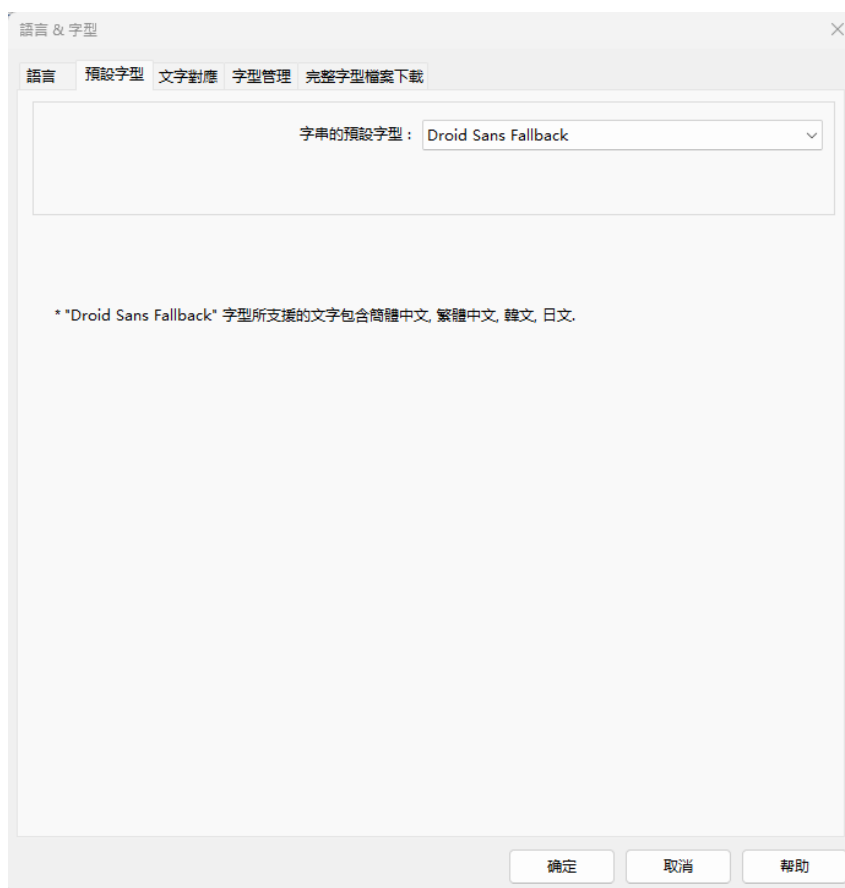 語言 & 字型
語言 預設字型 文字對應 字型管理 完整字型檔案下載
字串的預設字型： Droid Sans Fallback
* "Droid Sans Fallback" 字型所支援的文字包含簡體中文, 繁體中文, 韓文, 日文.
确定 取消 帮助